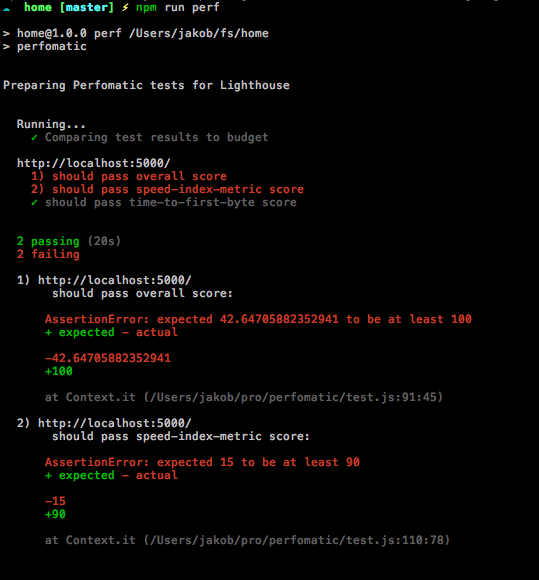 home [master] ⚡ npm run perf
> home@1.0.0 perf /Users/jakob/fs/home
> perfomatic
Preparing Perfomatic tests for Lighthouse
Running...
✓ Comparing test results to budget
http://localhost:5000/
1) should pass overall score
2) should pass speed-index-metric score
✓ should pass time-to-first-byte score
2 passing (20s)
2 failing
1) http://localhost:5000/
should pass overall score:
AssertionError: expected 42.64705882352941 to be at least 100
+ expected - actual
-42.64705882352941
+100
at Context.it (/Users/jakob/pro/perfomatic/test.js:91:45)
2) http://localhost:5000/
should pass speed-index-metric score:
AssertionError: expected 15 to be at least 90
+ expected - actual
-15
+90
at Context.it (/Users/jakob/pro/perfomatic/test.js:110:78)